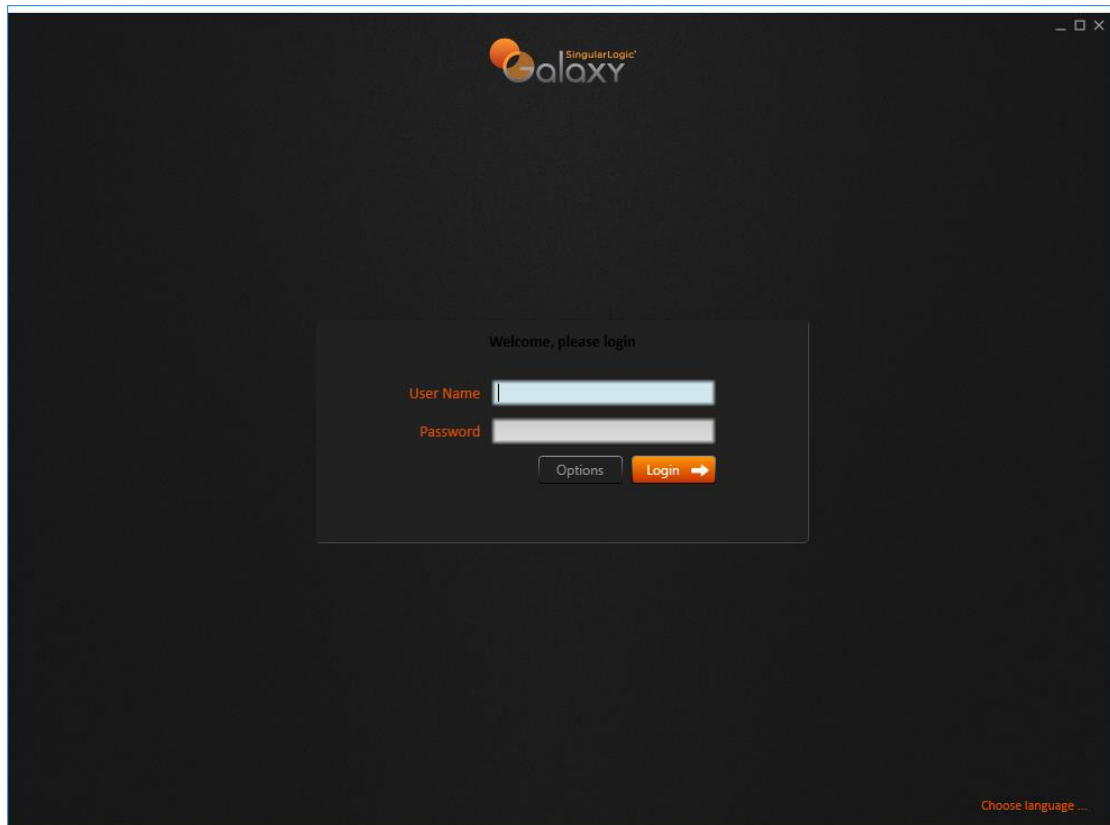 SingularLogic®
Galaxy
Welcome, please login
User Name
Password
Options
Login
Choose language ...